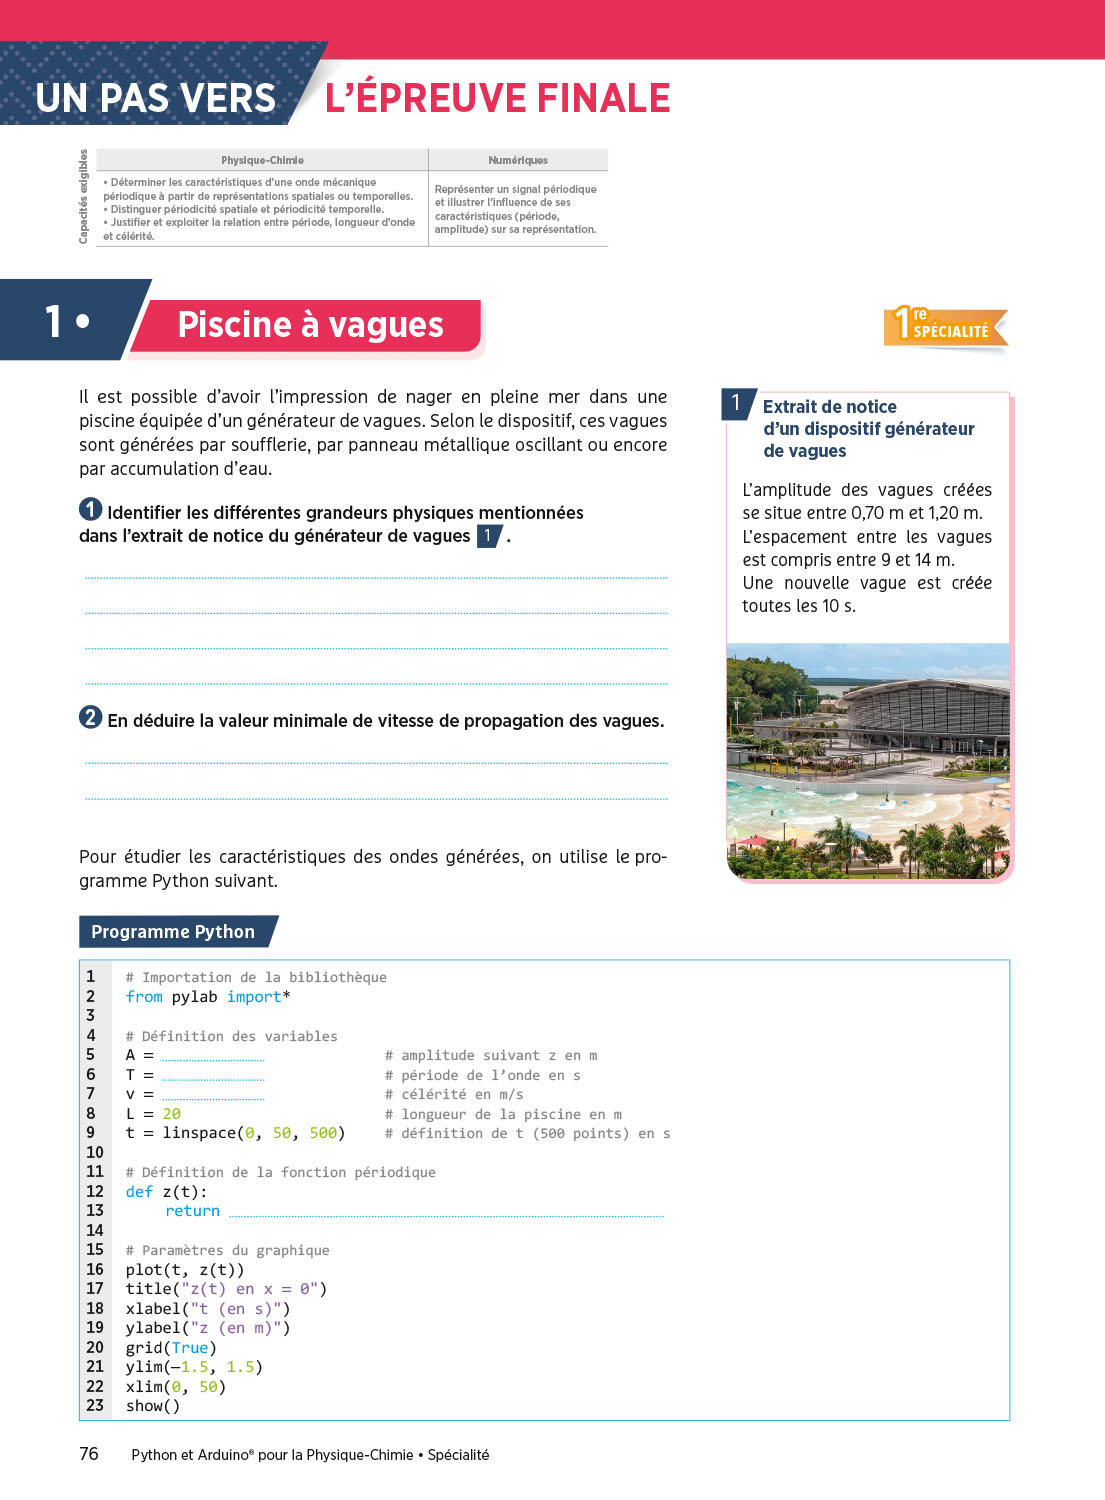 UN PAS VERS L'ÉPREUVE FINALE
Capacités exigibles
Physique-Chimie
• Déterminer les caractéristiques d'une onde mécanique
périodique à partir de représentations spatiales ou temporelles.
• Distinguer périodicité spatiale et périodicité temporelle.
• Justifier et exploiter la relation entre période, longueur d'onde
et célérité.
Numériques
Représenter un signal périodique
et illustrer l'influence de ses
caractéristiques (période,
amplitude) sur sa représentation.
1 • Piscine à vagues
1re SPÉCIALITÉ
Il est possible d'avoir l'impression de nager en pleine mer dans une
piscine équipée d'un générateur de vagues. Selon le dispositif, ces vagues
sont générées par soufflerie, par panneau métallique oscillant ou encore
par accumulation d'eau.
1 Identifier les différentes grandeurs physiques mentionnées
dans l'extrait de notice du générateur de vagues 1 .
2 En déduire la valeur minimale de vitesse de propagation des vagues.
Pour étudier les caractéristiques des ondes générées, on utilise le pro-
gramme Python suivant.
1 Extrait de notice
d'un dispositif générateur
de vagues
L'amplitude des vagues créées
se situe entre 0,70 m et 1,20 m.
L'espacement entre les vagues
est compris entre 9 et 14 m.
Une nouvelle vague est créée
toutes les 10 s.
Programme Python
1 # Importation de la bibliothèque
2 from pylab import*
3
4 # Définition des variables
5 A = # amplitude suivant z en m
6 T = # période de l'onde en s
7 v = # célérité en m/s
8 L = 20 # longueur de la piscine en m
9 t = linspace(0, 50, 500) # définition de t (500 points) en s
10
11 # Définition de la fonction périodique
12 def z(t):
13 return
14
15 # Paramètres du graphique
16 plot(t, z(t))
17 title("z(t) en x = 0")
18 xlabel("t (en s)")
19 ylabel("z (en m)")
20 grid(True)
21 ylim(–1.5, 1.5)
22 xlim(0, 50)
23 show()
76 Python et Arduino® pour la Physique-Chimie • Spécialité